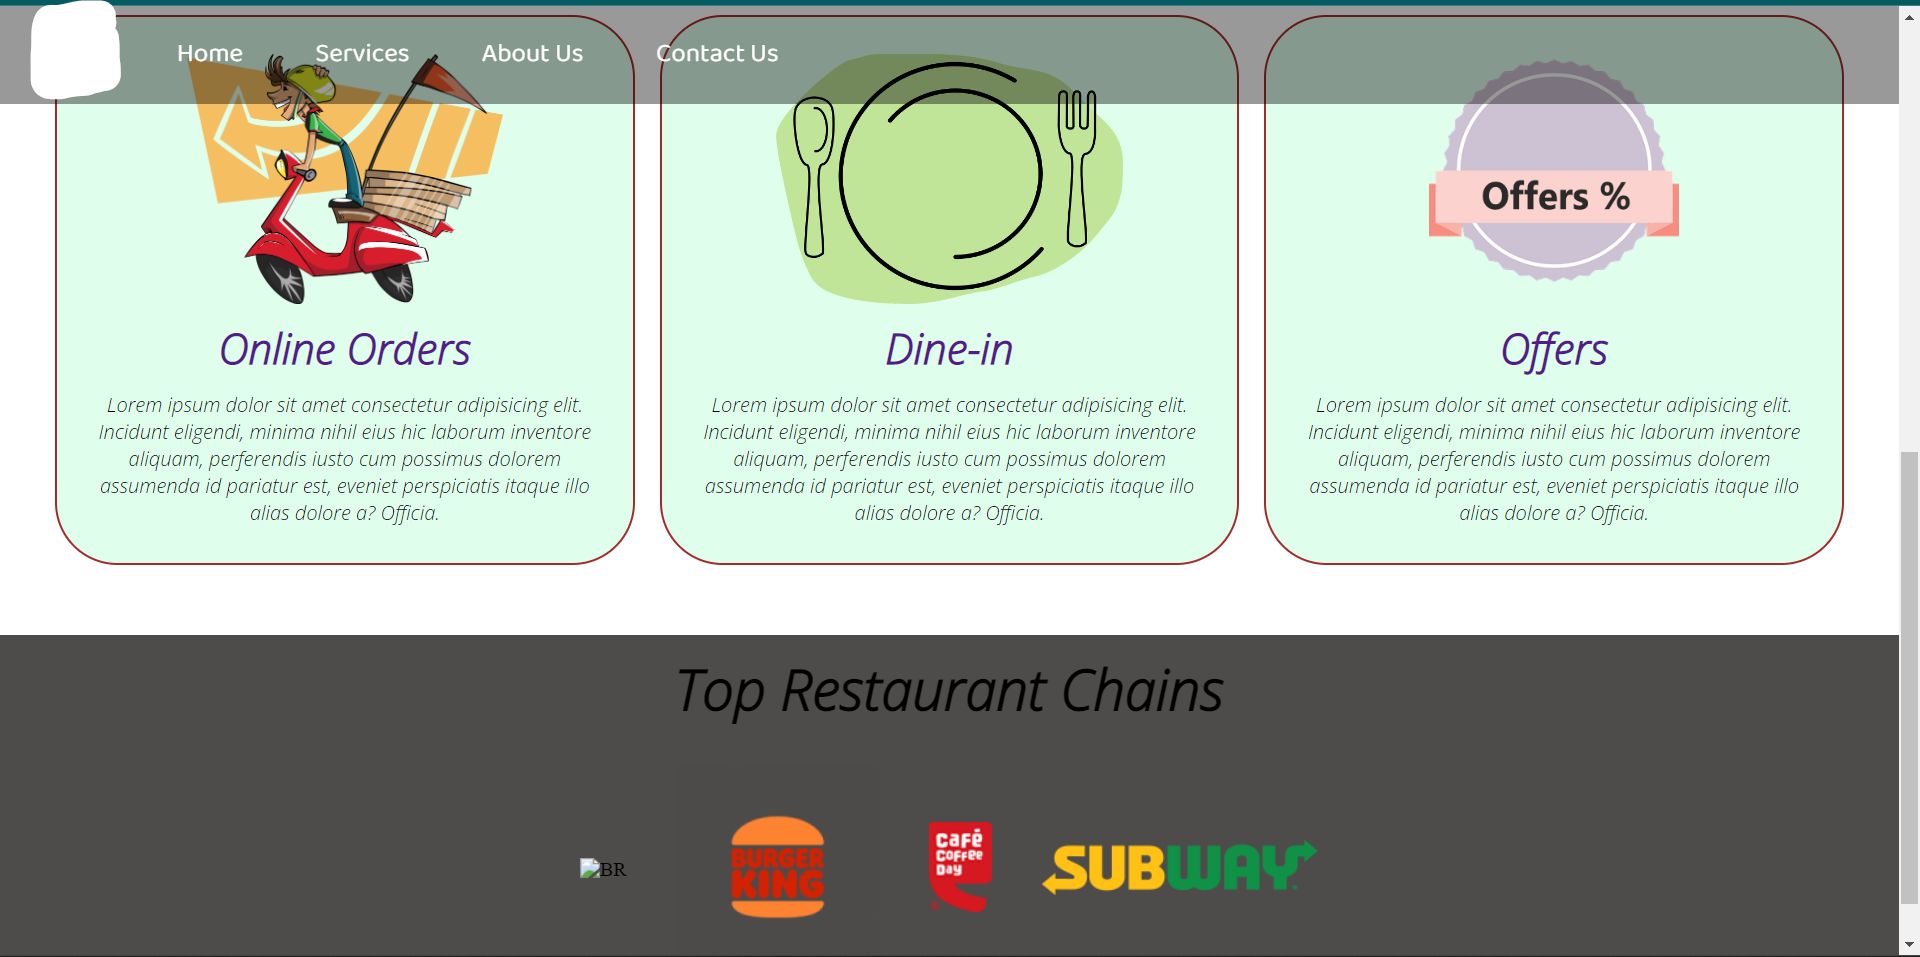 Home Services About Us Contact Us
Offers %
Online Orders
Lorem ipsum dolor sit amet consectetur adipisicing elit.
Incidunt eligendi, minima nihil eius hic laborum inventore
aliquam, perferendis iusto cum possimus dolorem
assumenda id pariatur est, eveniet perspiciatis itaque illo
alias dolore a? Officia.
Dine-in
Lorem ipsum dolor sit amet consectetur adipisicing elit.
Incidunt eligendi, minima nihil eius hic laborum inventore
aliquam, perferendis iusto cum possimus dolorem
assumenda id pariatur est, eveniet perspiciatis itaque illo
alias dolore a? Officia.
Offers
Lorem ipsum dolor sit amet consectetur adipisicing elit.
Incidunt eligendi, minima nihil eius hic laborum inventore
aliquam, perferendis iusto cum possimus dolorem
assumenda id pariatur est, eveniet perspiciatis itaque illo
alias dolore a? Officia.
Top Restaurant Chains
BR
BURGER
KING
Café
Coffee
Day
SUBWAY